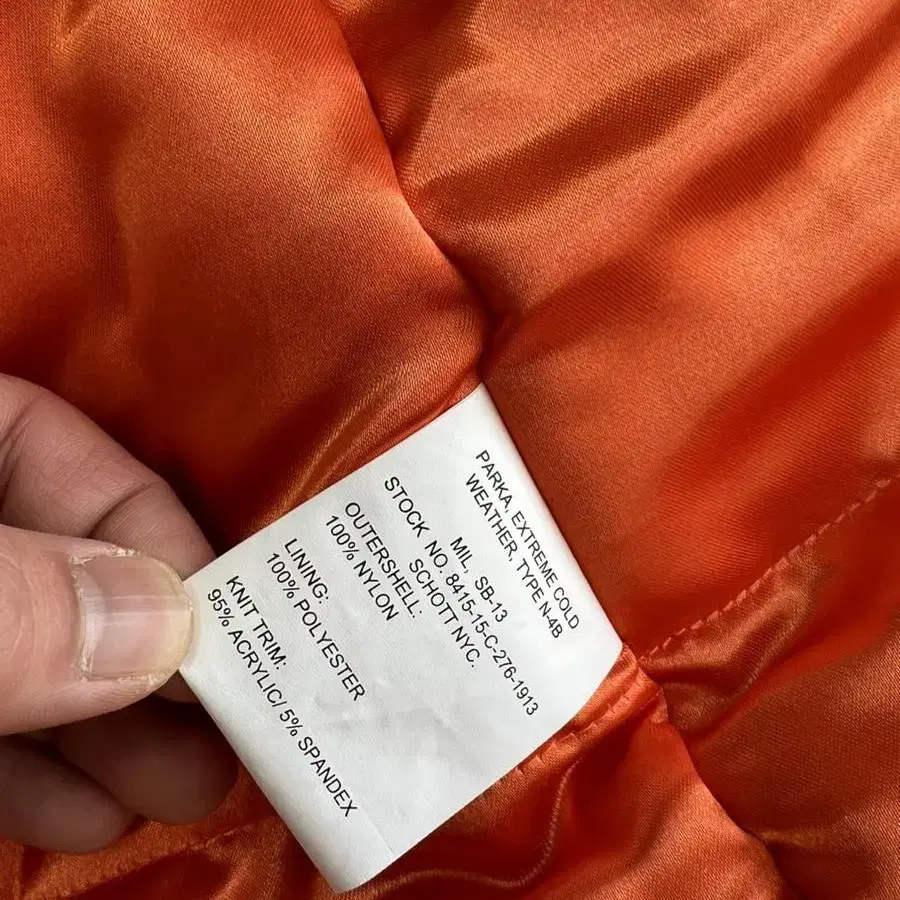 PARKA, EXTREME COLD
WEATHER, TYPE N-4B
MIL, SB-13
STOCK NO. 8415-15-C-276-1913
SCHOTT NYC.
OUTERSHELL:
100% NYLON
LINING:
100% POLYESTER
KNIT TRIM:
95% ACRYLIC/ 5% SPANDEX